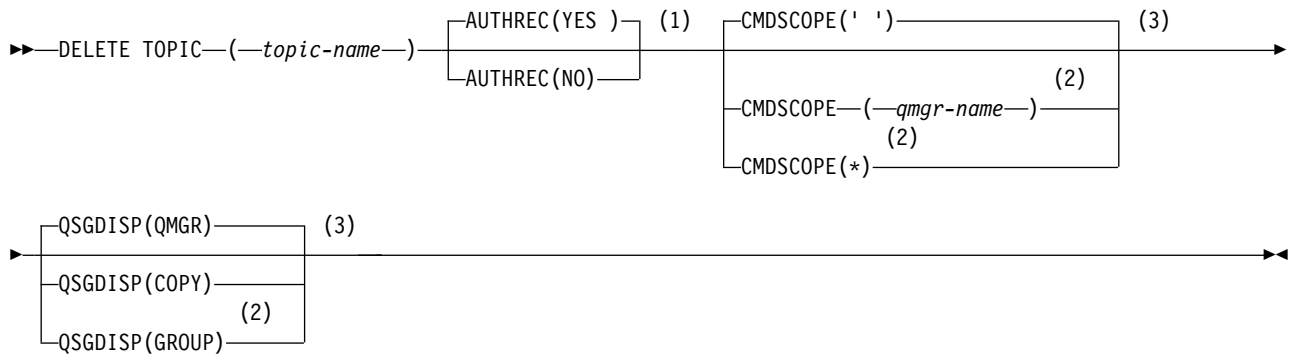 AUTHREC(YES ) (1) CMDSCOPE(' ') (3)
DELETE TOPIC ( topic-name )
AUTHREC(NO) (2)
CMDSCOPE ( qmgr-name )
(2)
CMDSCOPE(*)
QSGDISP(QMGR) (3)
QSGDISP(COPY)
(2)
QSGDISP(GROUP)